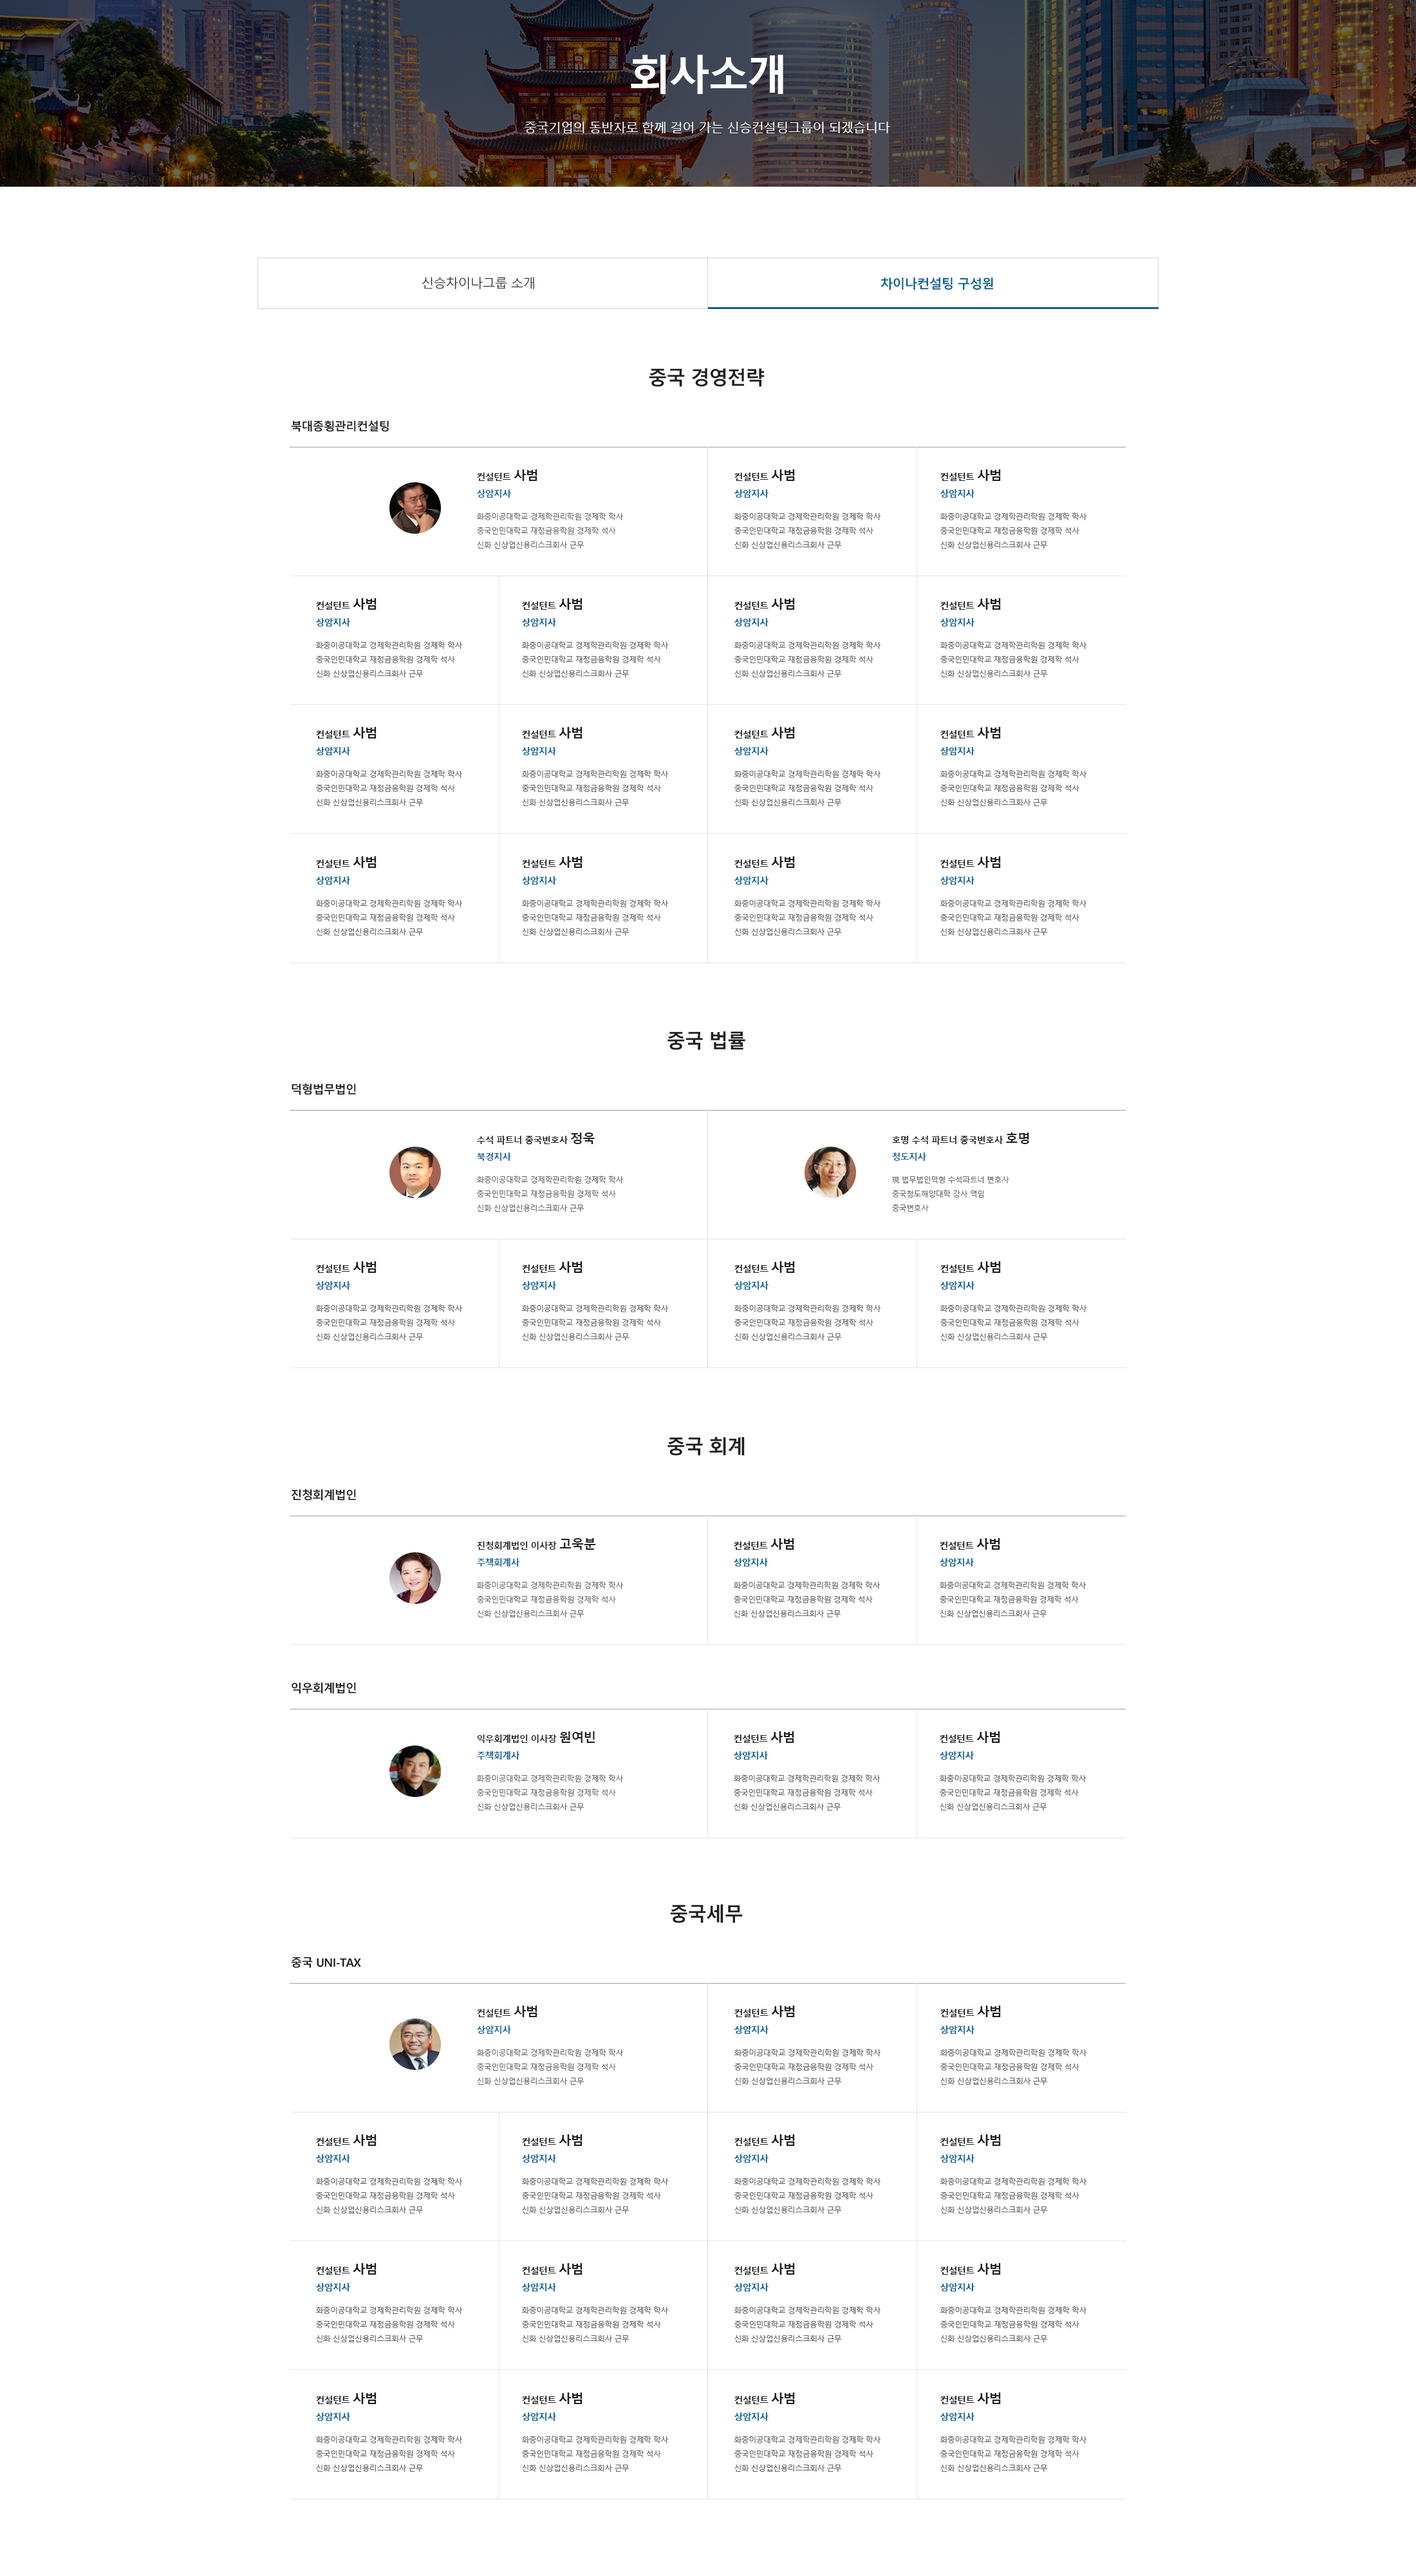 회사소개
중국기업의 동반자로 함께 걸어 가는 신승컨설팅그룹이 되겠습니다
신승차이나그룹 소개
차이나컨설팅 구성원
중국 경영전략
북대종횡관리컨설팅
컨설턴트 사범
상암지사
화중이공대학교 경제학관리학원 경제학 학사
중국인민대학교 재정금융학원 경제학 석사
신화 신상업신용리스크회사 근무
컨설턴트 사범
상암지사
화중이공대학교 경제학관리학원 경제학 학사
중국인민대학교 재정금융학원 경제학 석사
신화 신상업신용리스크회사 근무
컨설턴트 사범
상암지사
화중이공대학교 경제학관리학원 경제학 학사
중국인민대학교 재정금융학원 경제학 석사
신화 신상업신용리스크회사 근무
컨설턴트 사범
상암지사
화중이공대학교 경제학관리학원 경제학 학사
중국인민대학교 재정금융학원 경제학 석사
신화 신상업신용리스크회사 근무
컨설턴트 사범
상암지사
화중이공대학교 경제학관리학원 경제학 학사
중국인민대학교 재정금융학원 경제학 석사
신화 신상업신용리스크회사 근무
컨설턴트 사범
상암지사
화중이공대학교 경제학관리학원 경제학 학사
중국인민대학교 재정금융학원 경제학 석사
신화 신상업신용리스크회사 근무
컨설턴트 사범
상암지사
화중이공대학교 경제학관리학원 경제학 학사
중국인민대학교 재정금융학원 경제학 석사
신화 신상업신용리스크회사 근무
컨설턴트 사범
상암지사
화중이공대학교 경제학관리학원 경제학 학사
중국인민대학교 재정금융학원 경제학 석사
신화 신상업신용리스크회사 근무
컨설턴트 사범
상암지사
화중이공대학교 경제학관리학원 경제학 학사
중국인민대학교 재정금융학원 경제학 석사
신화 신상업신용리스크회사 근무
컨설턴트 사범
상암지사
화중이공대학교 경제학관리학원 경제학 학사
중국인민대학교 재정금융학원 경제학 석사
신화 신상업신용리스크회사 근무
컨설턴트 사범
상암지사
화중이공대학교 경제학관리학원 경제학 학사
중국인민대학교 재정금융학원 경제학 석사
신화 신상업신용리스크회사 근무
컨설턴트 사범
상암지사
화중이공대학교 경제학관리학원 경제학 학사
중국인민대학교 재정금융학원 경제학 석사
신화 신상업신용리스크회사 근무
컨설턴트 사범
상암지사
화중이공대학교 경제학관리학원 경제학 학사
중국인민대학교 재정금융학원 경제학 석사
신화 신상업신용리스크회사 근무
컨설턴트 사범
상암지사
화중이공대학교 경제학관리학원 경제학 학사
중국인민대학교 재정금융학원 경제학 석사
신화 신상업신용리스크회사 근무
컨설턴트 사범
상암지사
화중이공대학교 경제학관리학원 경제학 학사
중국인민대학교 재정금융학원 경제학 석사
신화 신상업신용리스크회사 근무
중국 법률
덕형법무법인
수석 파트너 중국변호사 정욱
북경지사
화중이공대학교 경제학관리학원 경제학 학사
중국인민대학교 재정금융학원 경제학 석사
신화 신상업신용리스크회사 근무
호명 수석 파트너 중국변호사 호명
청도지사
現 법무법인덕형 수석파트너 변호사
중국청도해양대학 강사 역임
중국변호사
컨설턴트 사범
상암지사
화중이공대학교 경제학관리학원 경제학 학사
중국인민대학교 재정금융학원 경제학 석사
신화 신상업신용리스크회사 근무
컨설턴트 사범
상암지사
화중이공대학교 경제학관리학원 경제학 학사
중국인민대학교 재정금융학원 경제학 석사
신화 신상업신용리스크회사 근무
컨설턴트 사범
상암지사
화중이공대학교 경제학관리학원 경제학 학사
중국인민대학교 재정금융학원 경제학 석사
신화 신상업신용리스크회사 근무
컨설턴트 사범
상암지사
화중이공대학교 경제학관리학원 경제학 학사
중국인민대학교 재정금융학원 경제학 석사
신화 신상업신용리스크회사 근무
중국 회계
진청회계법인
진청회계법인 이사장 고욱분
주책회계사
화중이공대학교 경제학관리학원 경제학 학사
중국인민대학교 재정금융학원 경제학 석사
신화 신상업신용리스크회사 근무
컨설턴트 사범
상암지사
화중이공대학교 경제학관리학원 경제학 학사
중국인민대학교 재정금융학원 경제학 석사
신화 신상업신용리스크회사 근무
컨설턴트 사범
상암지사
화중이공대학교 경제학관리학원 경제학 학사
중국인민대학교 재정금융학원 경제학 석사
신화 신상업신용리스크회사 근무
익우회계법인
익우회계법인 이사장 원여빈
주책회계사
화중이공대학교 경제학관리학원 경제학 학사
중국인민대학교 재정금융학원 경제학 석사
신화 신상업신용리스크회사 근무
컨설턴트 사범
상암지사
화중이공대학교 경제학관리학원 경제학 학사
중국인민대학교 재정금융학원 경제학 석사
신화 신상업신용리스크회사 근무
컨설턴트 사범
상암지사
화중이공대학교 경제학관리학원 경제학 학사
중국인민대학교 재정금융학원 경제학 석사
신화 신상업신용리스크회사 근무
중국세무
중국 UNI-TAX
컨설턴트 사범
상암지사
화중이공대학교 경제학관리학원 경제학 학사
중국인민대학교 재정금융학원 경제학 석사
신화 신상업신용리스크회사 근무
컨설턴트 사범
상암지사
화중이공대학교 경제학관리학원 경제학 학사
중국인민대학교 재정금융학원 경제학 석사
신화 신상업신용리스크회사 근무
컨설턴트 사범
상암지사
화중이공대학교 경제학관리학원 경제학 학사
중국인민대학교 재정금융학원 경제학 석사
신화 신상업신용리스크회사 근무
컨설턴트 사범
상암지사
화중이공대학교 경제학관리학원 경제학 학사
중국인민대학교 재정금융학원 경제학 석사
신화 신상업신용리스크회사 근무
컨설턴트 사범
상암지사
화중이공대학교 경제학관리학원 경제학 학사
중국인민대학교 재정금융학원 경제학 석사
신화 신상업신용리스크회사 근무
컨설턴트 사범
상암지사
화중이공대학교 경제학관리학원 경제학 학사
중국인민대학교 재정금융학원 경제학 석사
신화 신상업신용리스크회사 근무
컨설턴트 사범
상암지사
화중이공대학교 경제학관리학원 경제학 학사
중국인민대학교 재정금융학원 경제학 석사
신화 신상업신용리스크회사 근무
컨설턴트 사범
상암지사
화중이공대학교 경제학관리학원 경제학 학사
중국인민대학교 재정금융학원 경제학 석사
신화 신상업신용리스크회사 근무
컨설턴트 사범
상암지사
화중이공대학교 경제학관리학원 경제학 학사
중국인민대학교 재정금융학원 경제학 석사
신화 신상업신용리스크회사 근무
컨설턴트 사범
상암지사
화중이공대학교 경제학관리학원 경제학 학사
중국인민대학교 재정금융학원 경제학 석사
신화 신상업신용리스크회사 근무
컨설턴트 사범
상암지사
화중이공대학교 경제학관리학원 경제학 학사
중국인민대학교 재정금융학원 경제학 석사
신화 신상업신용리스크회사 근무
컨설턴트 사범
상암지사
화중이공대학교 경제학관리학원 경제학 학사
중국인민대학교 재정금융학원 경제학 석사
신화 신상업신용리스크회사 근무
컨설턴트 사범
상암지사
화중이공대학교 경제학관리학원 경제학 학사
중국인민대학교 재정금융학원 경제학 석사
신화 신상업신용리스크회사 근무
컨설턴트 사범
상암지사
화중이공대학교 경제학관리학원 경제학 학사
중국인민대학교 재정금융학원 경제학 석사
신화 신상업신용리스크회사 근무
컨설턴트 사범
상암지사
화중이공대학교 경제학관리학원 경제학 학사
중국인민대학교 재정금융학원 경제학 석사
신화 신상업신용리스크회사 근무